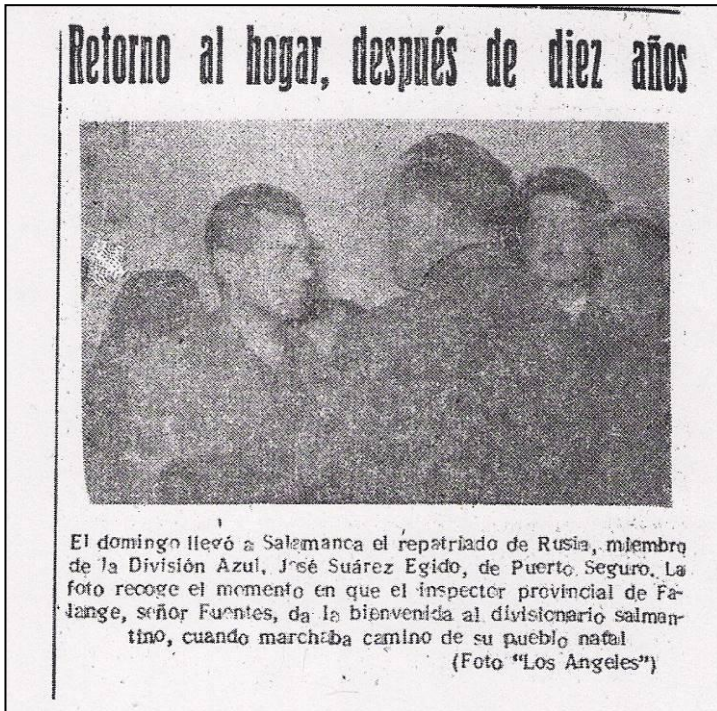 Retorno al hogar, después de diez años
El domingo llegó a Salamanca el repatriado de Rusia, miembro
de la División Azul, José Suárez Egido, de Puerto Seguro. La
foto recoge el momento en que el inspector provincial de Fa-
lange, señor Fuentes, da la bienvenida al divisionario salman-
tino, cuando marchaba camino de su pueblo natal
(Foto "Los Angeles")